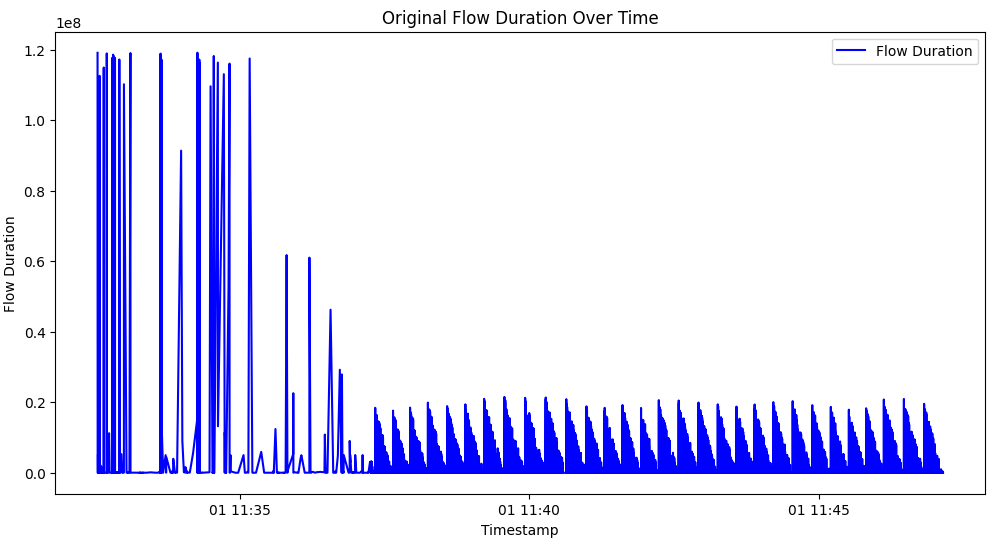 Original Flow Duration Over Time
1e8
Flow Duration
1.2
1.0
0.8
0.6
0.4
0.2
0.0
Flow Duration
01 11:35
01 11:40
01 11:45
Timestamp